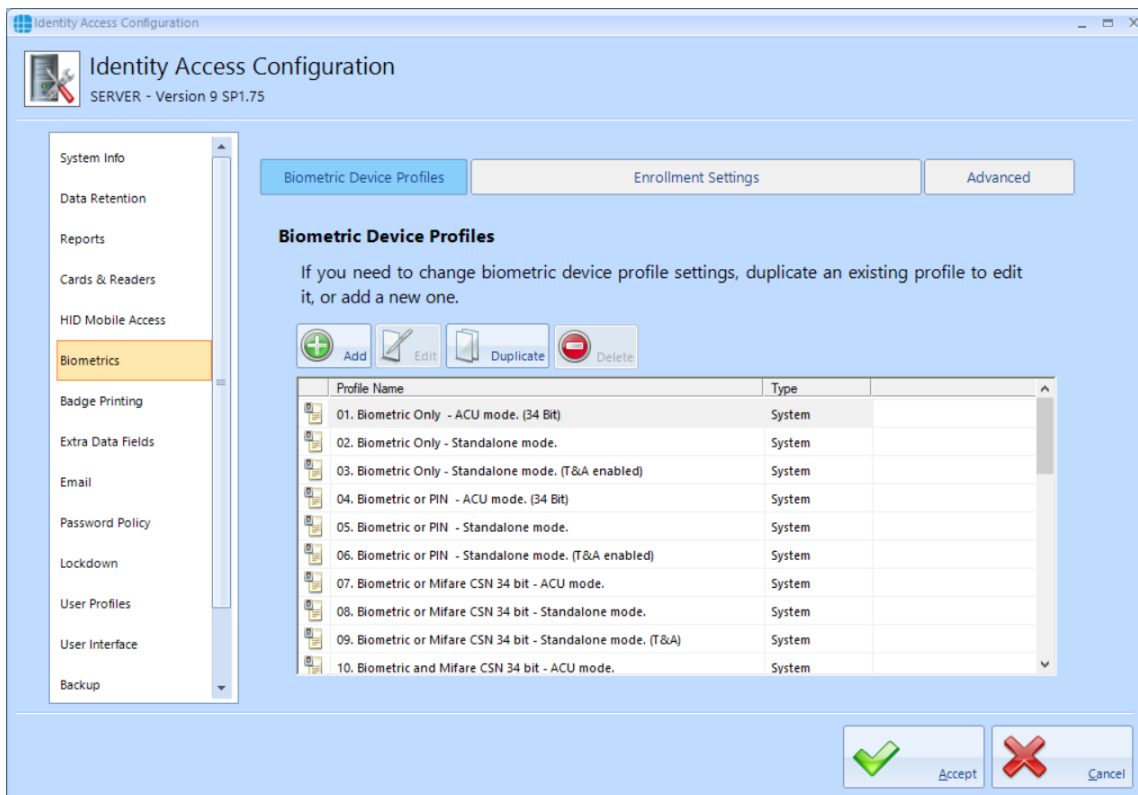 Identity Access Configuration
Identity Access Configuration
SERVER - Version 9 SP1.75
System Info
Data Retention
Reports
Cards & Readers
HID Mobile Access
Biometrics
Badge Printing
Extra Data Fields
Email
Password Policy
Lockdown
User Profiles
User Interface
Backup
Biometric Device Profiles
Enrollment Settings
Advanced
Biometric Device Profiles
If you need to change biometric device profile settings, duplicate an existing profile to edit
it, or add a new one.
Add
Edit
Duplicate
Delete
Profile Name Type
01. Biometric Only - ACU mode. (34 Bit) System
02. Biometric Only - Standalone mode. System
03. Biometric Only - Standalone mode. (T&A enabled) System
04. Biometric or PIN - ACU mode. (34 Bit) System
05. Biometric or PIN - Standalone mode. System
06. Biometric or PIN - Standalone mode. (T&A enabled) System
07. Biometric or Mifare CSN 34 bit - ACU mode. System
08. Biometric or Mifare CSN 34 bit - Standalone mode. System
09. Biometric or Mifare CSN 34 bit - Standalone mode. (T&A) System
10. Biometric and Mifare CSN 34 bit - ACU mode. System
Accept
Cancel